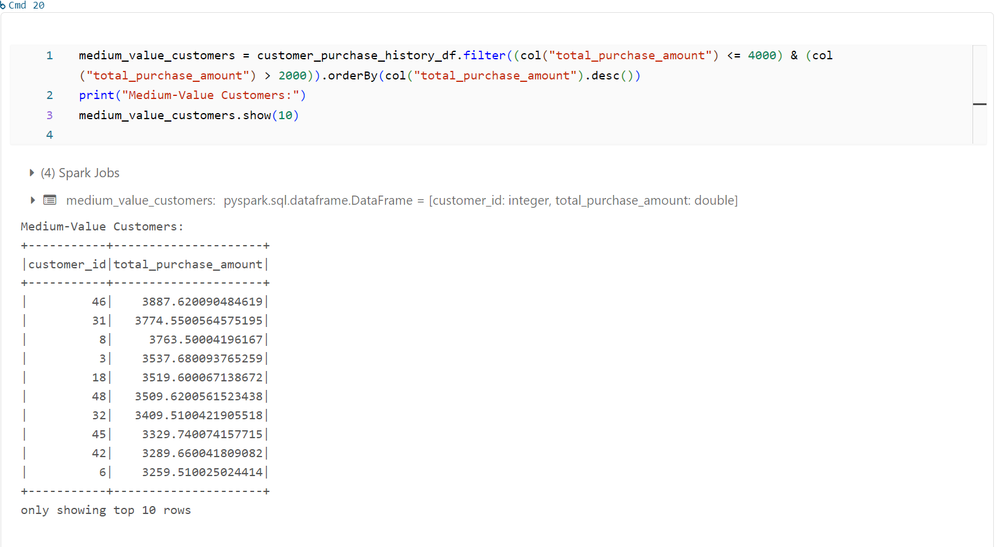 Cmd 20
1 medium_value_customers = customer_purchase_history_df.filter((col("total_purchase_amount") <= 4000) & (col
("total_purchase_amount") > 2000)).orderBy(col("total_purchase_amount").desc())
2 print("Medium-Value Customers:")
3 medium_value_customers.show(10)
4
(4) Spark Jobs
medium_value_customers: pyspark.sql.dataframe.DataFrame = [customer_id: integer, total_purchase_amount: double]
Medium-Value Customers:
+-----------+---------------------+
|customer_id|total_purchase_amount|
+-----------+---------------------+
|         46|    3887.620090484619|
|         31|   3774.5500564575195|
|          8|     3763.50004196167|
|          3|    3537.680093765259|
|         18|    3519.600067138672|
|         48|   3509.6200561523438|
|         32|   3409.5100421905518|
|         45|    3329.740074157715|
|         42|    3289.660041809082|
|          6|    3259.510025024414|
+-----------+---------------------+
only showing top 10 rows